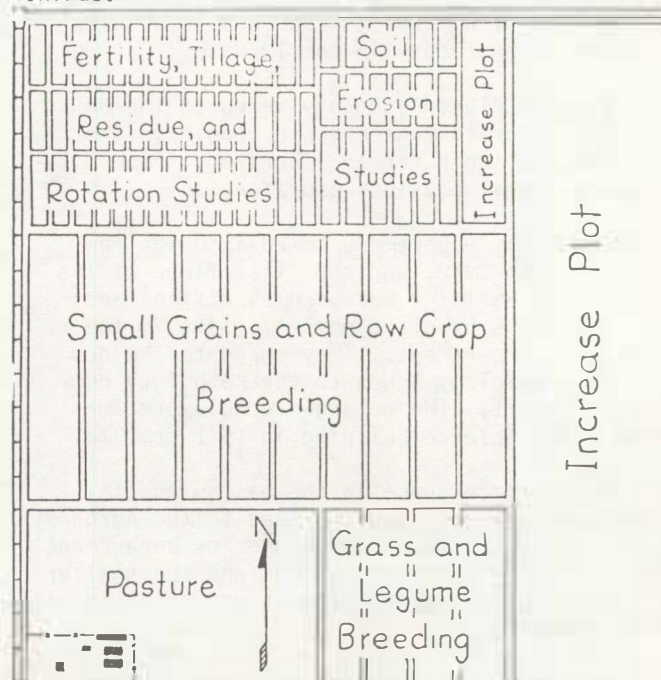 Fertility, Tillage,
Residue, and
Rotation Studies
Soil
Erosion
Studies
Increase Plot
Increase Plot
Small Grains and Row Crop
Breeding
Pasture
N
Grass and
Legume
Breeding